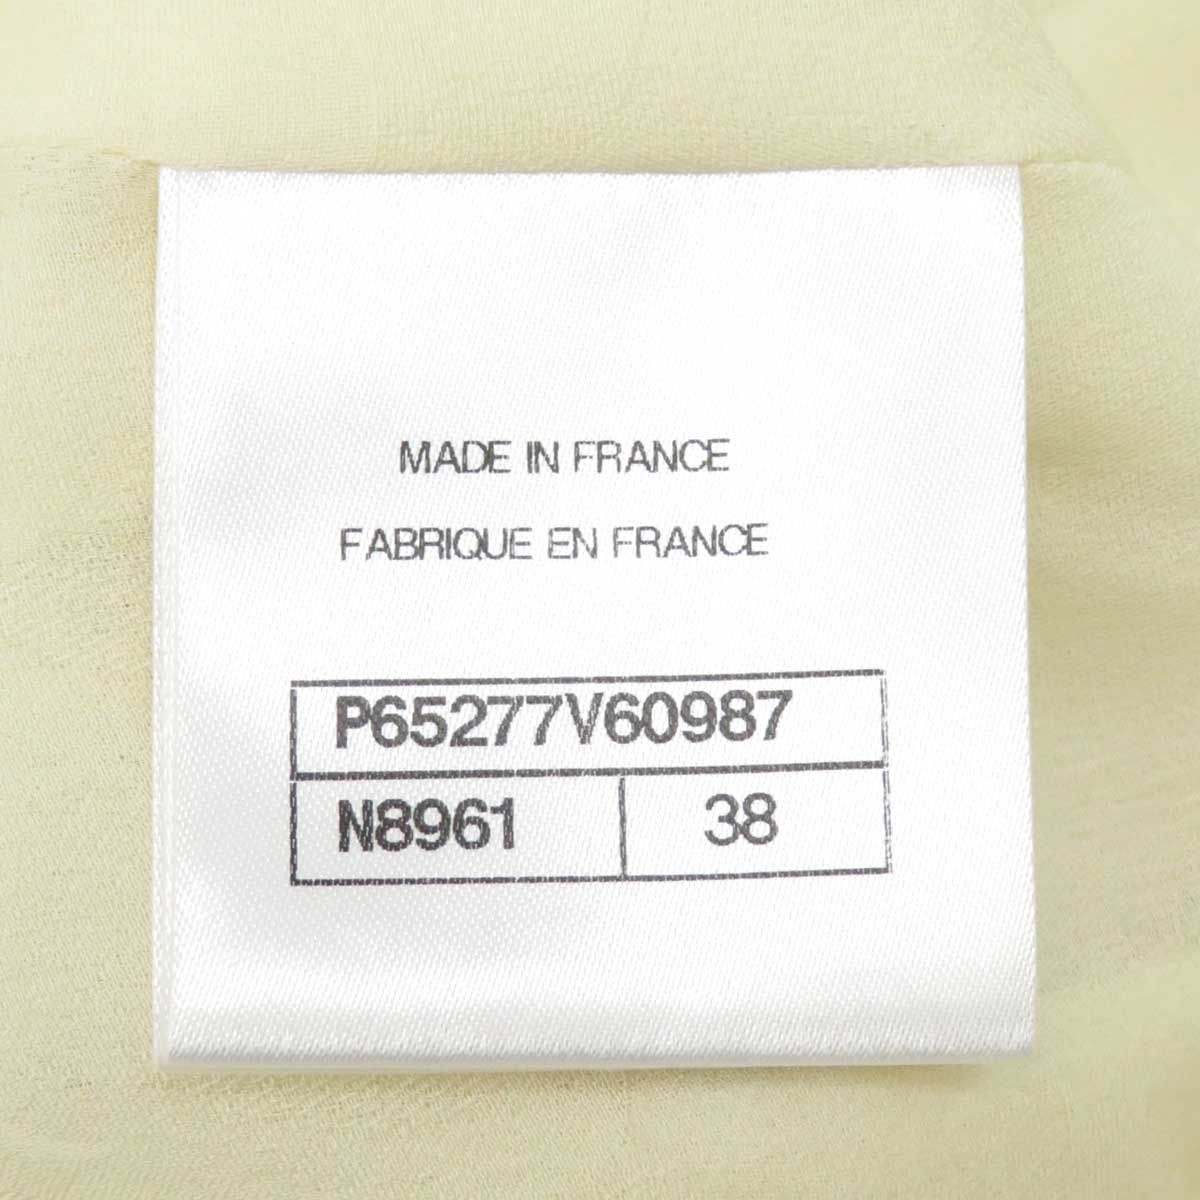 MADE IN FRANCE
FABRIQUE EN FRANCE
P65277V60987
N8961 38